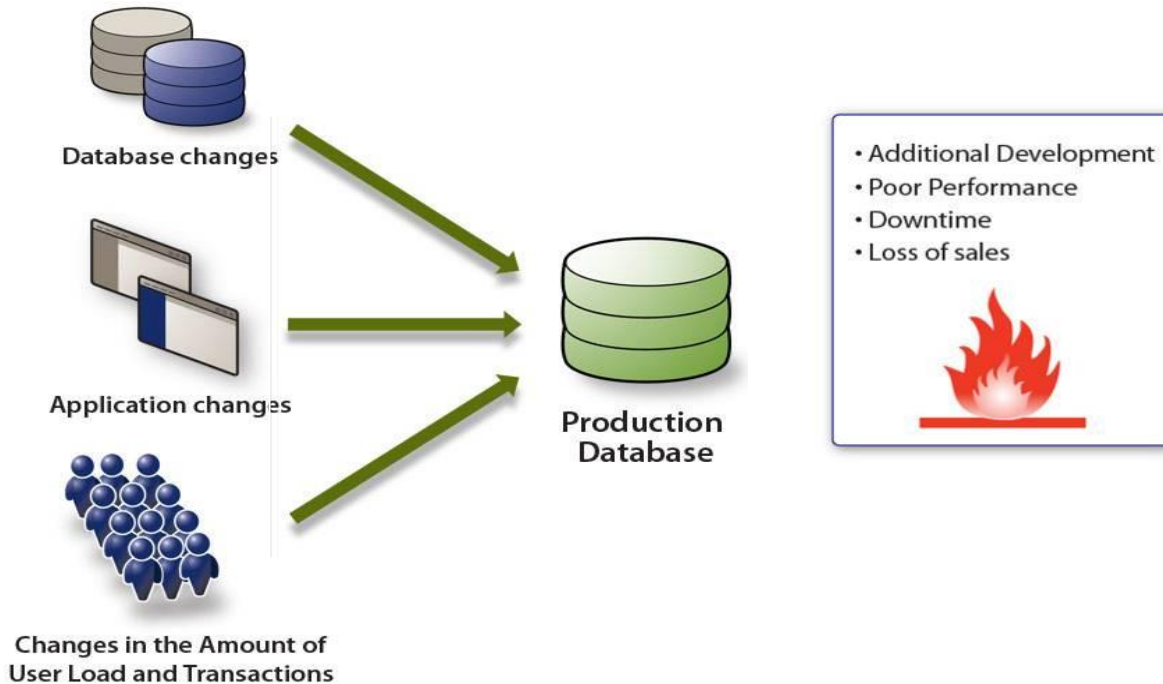 Database changes
Application changes
Changes in the Amount of
User Load and Transactions
Production
Database
• Additional Development
• Poor Performance
• Downtime
• Loss of sales